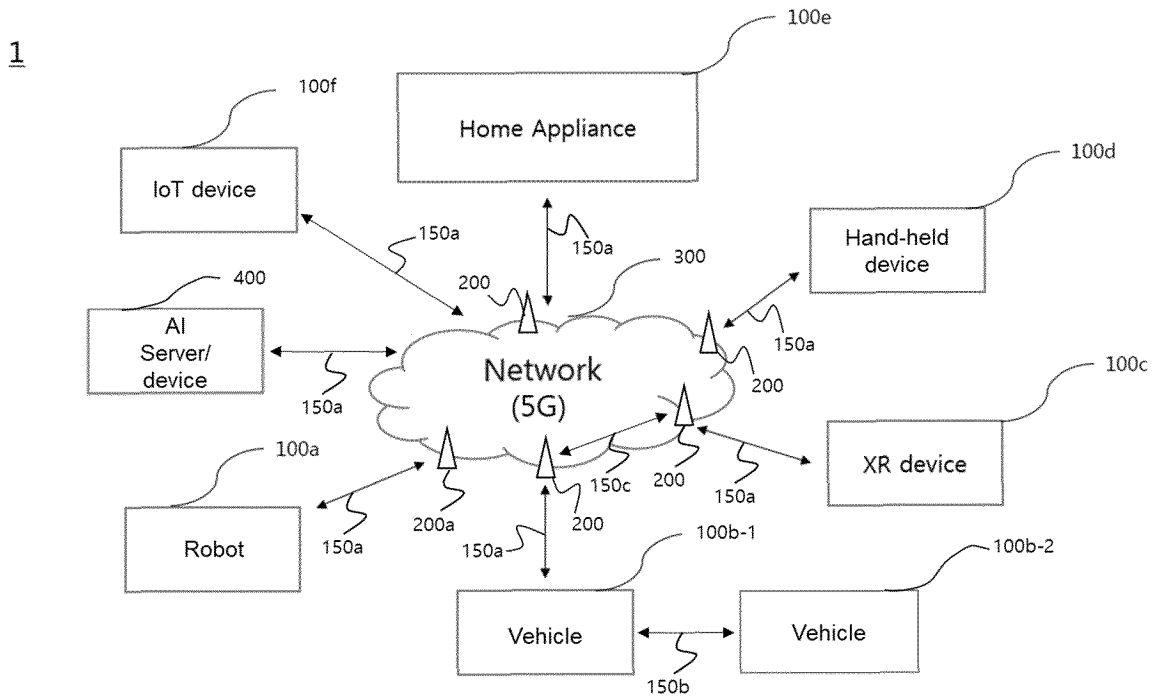 1
100e
100f
Home Appliance
100d
IoT device
Hand-held
device
150a
150a
300
200
400
AI
Server/
device
150a
150a
200
100c
Network
(5G)
100a
XR device
150c
200
150a
Robot
150a
200a
200
150a
100b-1
100b-2
Vehicle
Vehicle
150b